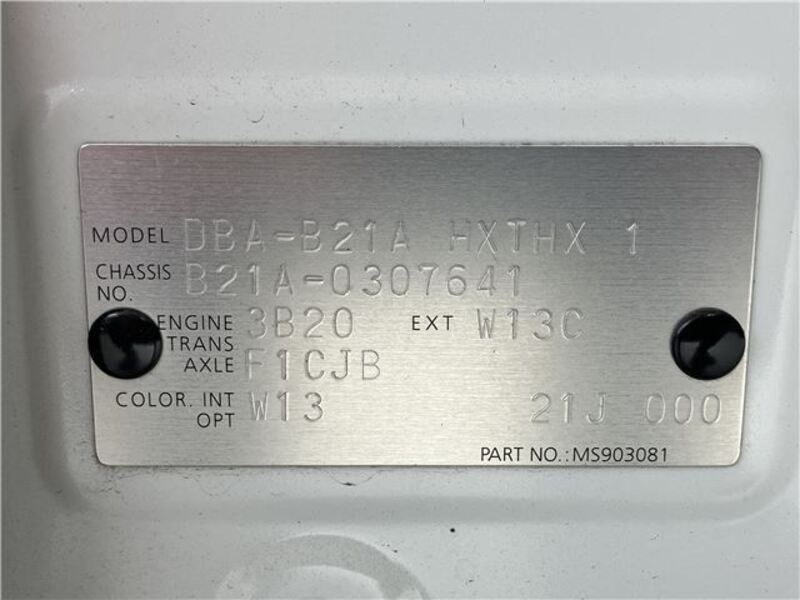 MODEL DBA-B21A HXTHX 1
CHASSIS NO. B21A-0307641
ENGINE 3B20 EXT W13C
TRANS AXLE F1CJB
COLOR. INT OPT W13 21J 000
PART NO.:MS903081